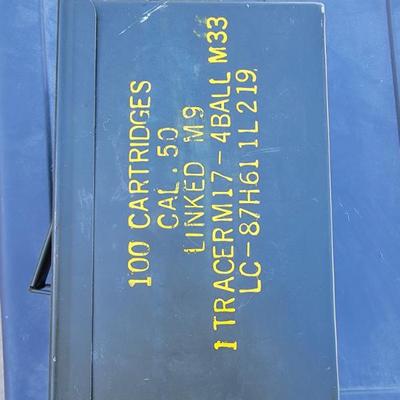 100 CARTRIDGES
CAL .50
LINKED M9
1 TRACER M17-4 BALL M33
LC-87H611L219